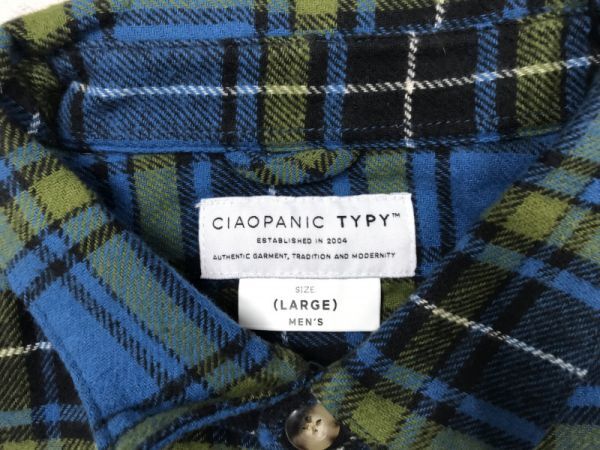 CIAOPANIC TYPY™
ESTABLISHED IN 2004
AUTHENTIC GARMENT, TRADITION AND MODERNITY
SIZE
(LARGE)
MEN'S